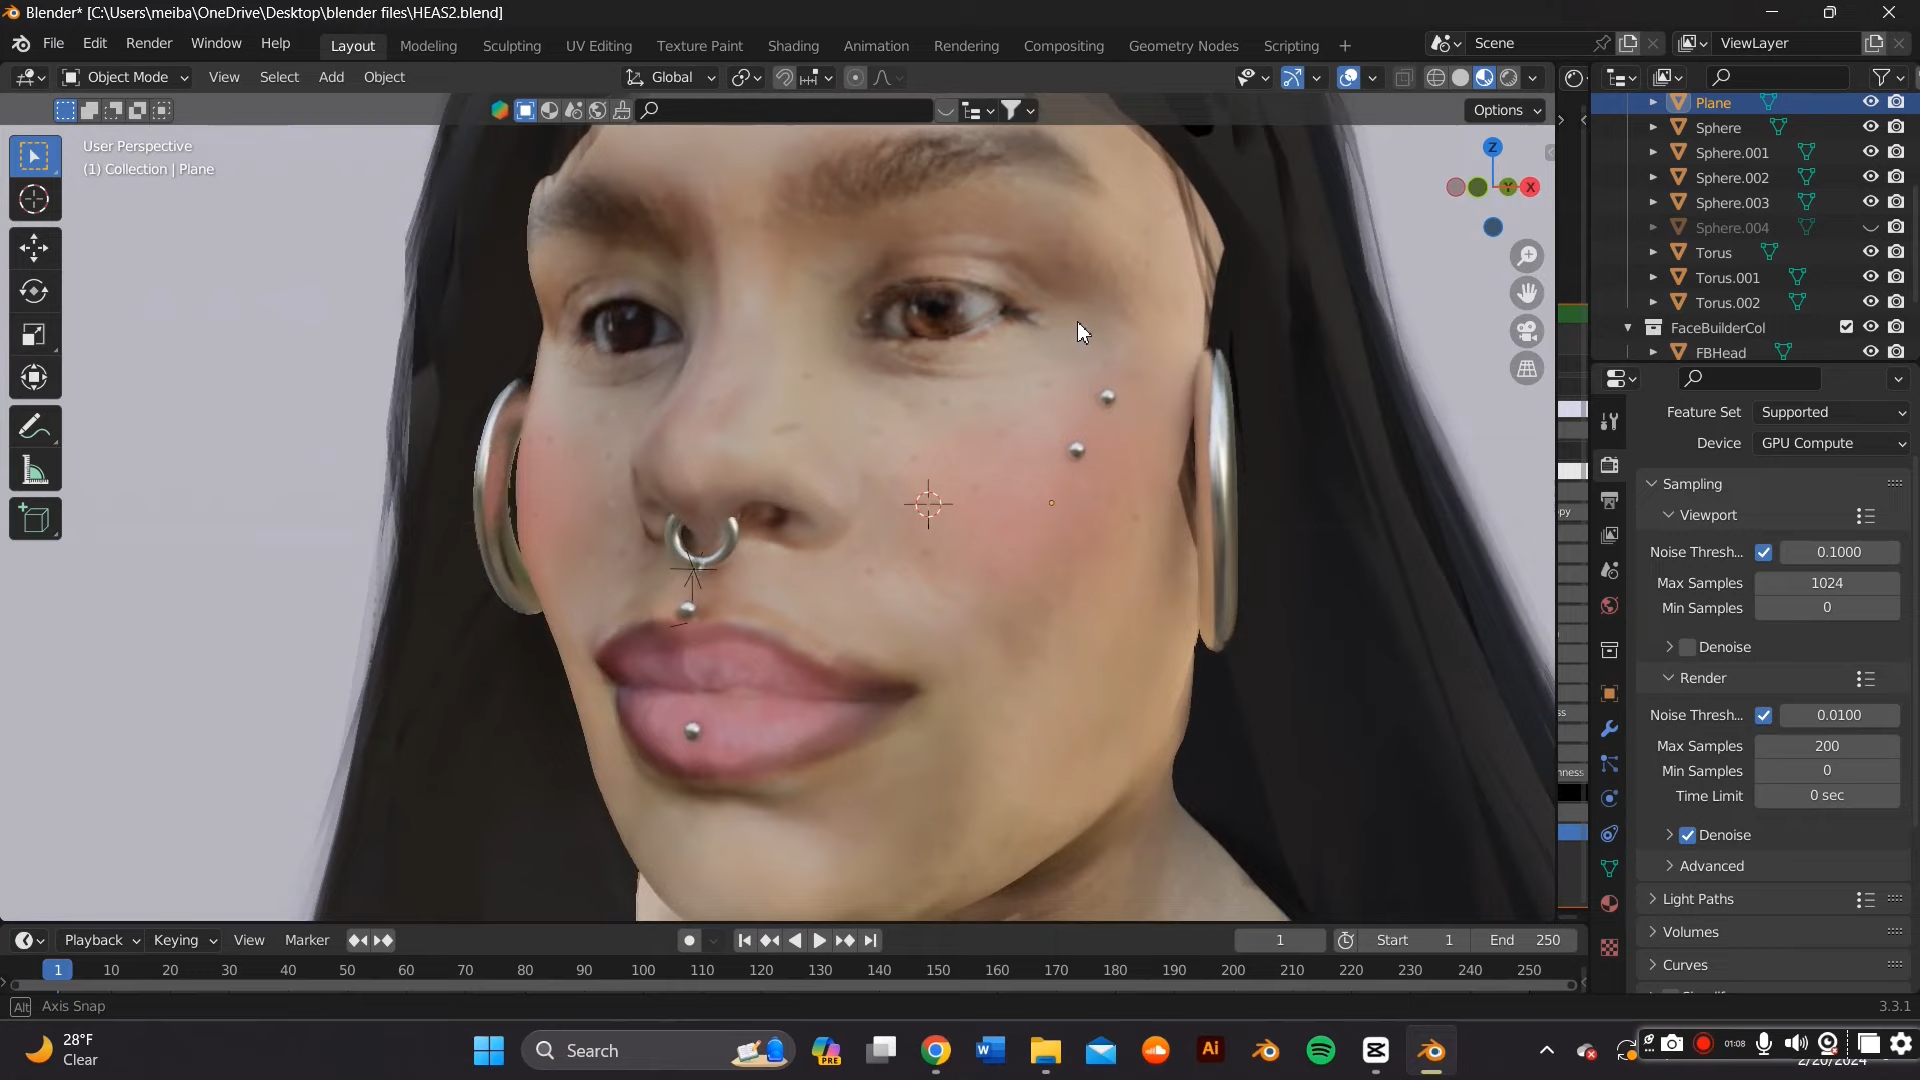 Blender* [C:\Users\meiba\OneDrive\Desktop\blender files\HEAS2.blend]
File Edit Render Window Help Layout Modeling Sculpting UV Editing Texture Paint Shading Animation Rendering Compositing Geometry Nodes Scripting + Scene ViewLayer
Object Mode View Select Add Object Global
Options
User Perspective
(1) Collection | Plane
Z
Y
X
Plane
Sphere
Sphere.001
Sphere.002
Sphere.003
Sphere.004
Torus
Torus.001
Torus.002
FaceBuilderCol
FBHead
Feature Set Supported
Device GPU Compute
Sampling
Viewport
Noise Thresh... 0.1000
Max Samples 1024
Min Samples 0
Denoise
Render
Noise Thresh... 0.0100
Max Samples 200
Min Samples 0
Time Limit 0 sec
Denoise
Advanced
Light Paths
Volumes
Curves
Playback Keying View Marker 1 Start 1 End 250
1 10 20 30 40 50 60 70 80 90 100 110 120 130 140 150 160 170 180 190 200 210 220 230 240 250
Alt Axis Snap 3.3.1
28°F
Clear
Search
PRE
Ai
01:08
2/20/2024